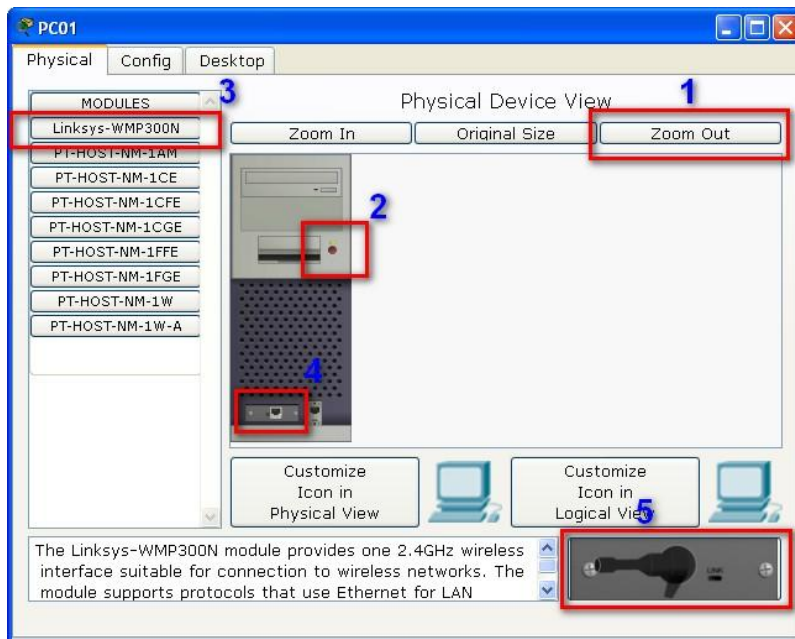 PC01
Physical
Config
Desktop
3
MODULES
Linksys-WMP300N
PT-HOST-NM-1AM
PT-HOST-NM-1CE
PT-HOST-NM-1CFE
PT-HOST-NM-1CGE
PT-HOST-NM-1FFE
PT-HOST-NM-1FGE
PT-HOST-NM-1W
PT-HOST-NM-1W-A
Physical Device View
1
Zoom In
Original Size
Zoom Out
2
4
Customize
Icon in
Physical View
Customize
Icon in
Logical View
5
The Linksys-WMP300N module provides one 2.4GHz wireless
interface suitable for connection to wireless networks. The
module supports protocols that use Ethernet for LAN
LINK